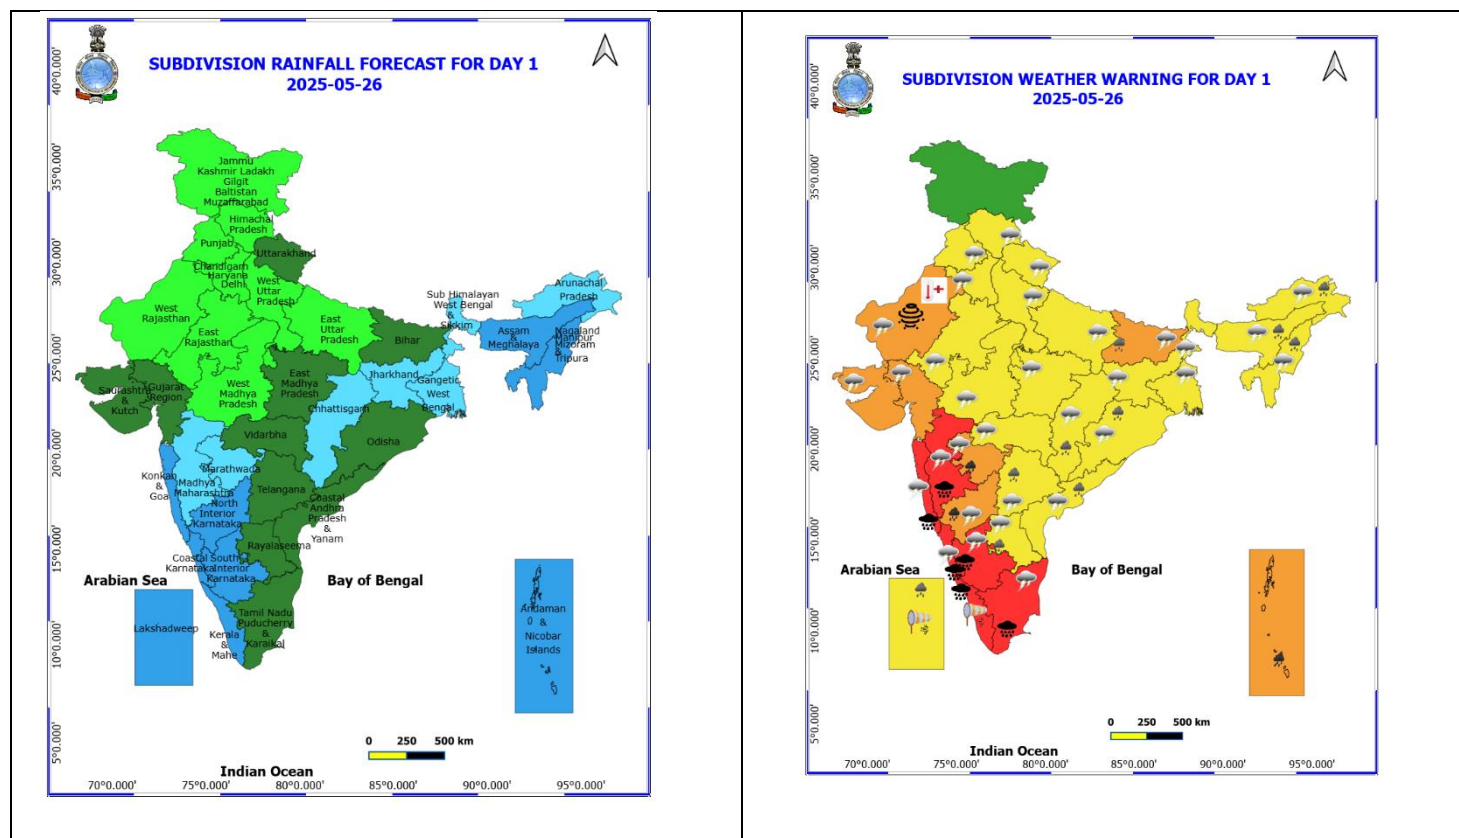 SUBDIVISION RAINFALL FORECAST FOR DAY 1
2025-05-26
40°0.000'
35°0.000'
30°0.000'
25°0.000'
20°0.000'
15°0.000'
10°0.000'
5°0.000'
Jammu
Kashmir Ladakh
Gilgit
Baltistan
Muzaffarabad
Himachal
Pradesh
Punjab
Uttarakhand
Chandigarh
Haryana
Delhi
West
Uttar
Pradesh
West
Rajasthan
East
Rajasthan
East
Uttar
Pradesh
Sub Himalayan
West Bengal
&
Sikkim
Arunachal
Pradesh
Assam
&
Meghalaya
Nagaland
Manipur
Mizoram
&
Tripura
Bihar
Saurashtra
&
Kutch
Gujarat
Region
West
Madhya
Pradesh
East
Madhya
Pradesh
Jharkhand
Gangetic
West
Bengal
Chhattisgarh
Vidarbha
Odisha
Konkan
&
Goa
Marathwada
Madhya
Maharashtra
Telangana
North
Interior
Karnataka
Coastal
Andhra
Pradesh
&
Yanam
Rayalaseema
Coastal
Karnataka
South
Interior
Karnataka
Arabian Sea
Bay of Bengal
Lakshadweep
Tamil Nadu
Puducherry
&
Karaikal
Kerala
&
Mahe
Andaman
&
Nicobar
Islands
0 250 500 km
Indian Ocean
70°0.000' 75°0.000' 80°0.000' 85°0.000' 90°0.000' 95°0.000'
SUBDIVISION WEATHER WARNING FOR DAY 1
2025-05-26
40°0.000'
35°0.000'
30°0.000'
25°0.000'
20°0.000'
15°0.000'
10°0.000'
5°0.000'
Arabian Sea
Bay of Bengal
0 250 500 km
Indian Ocean
70°0.000' 75°0.000' 80°0.000' 85°0.000' 90°0.000' 95°0.000'